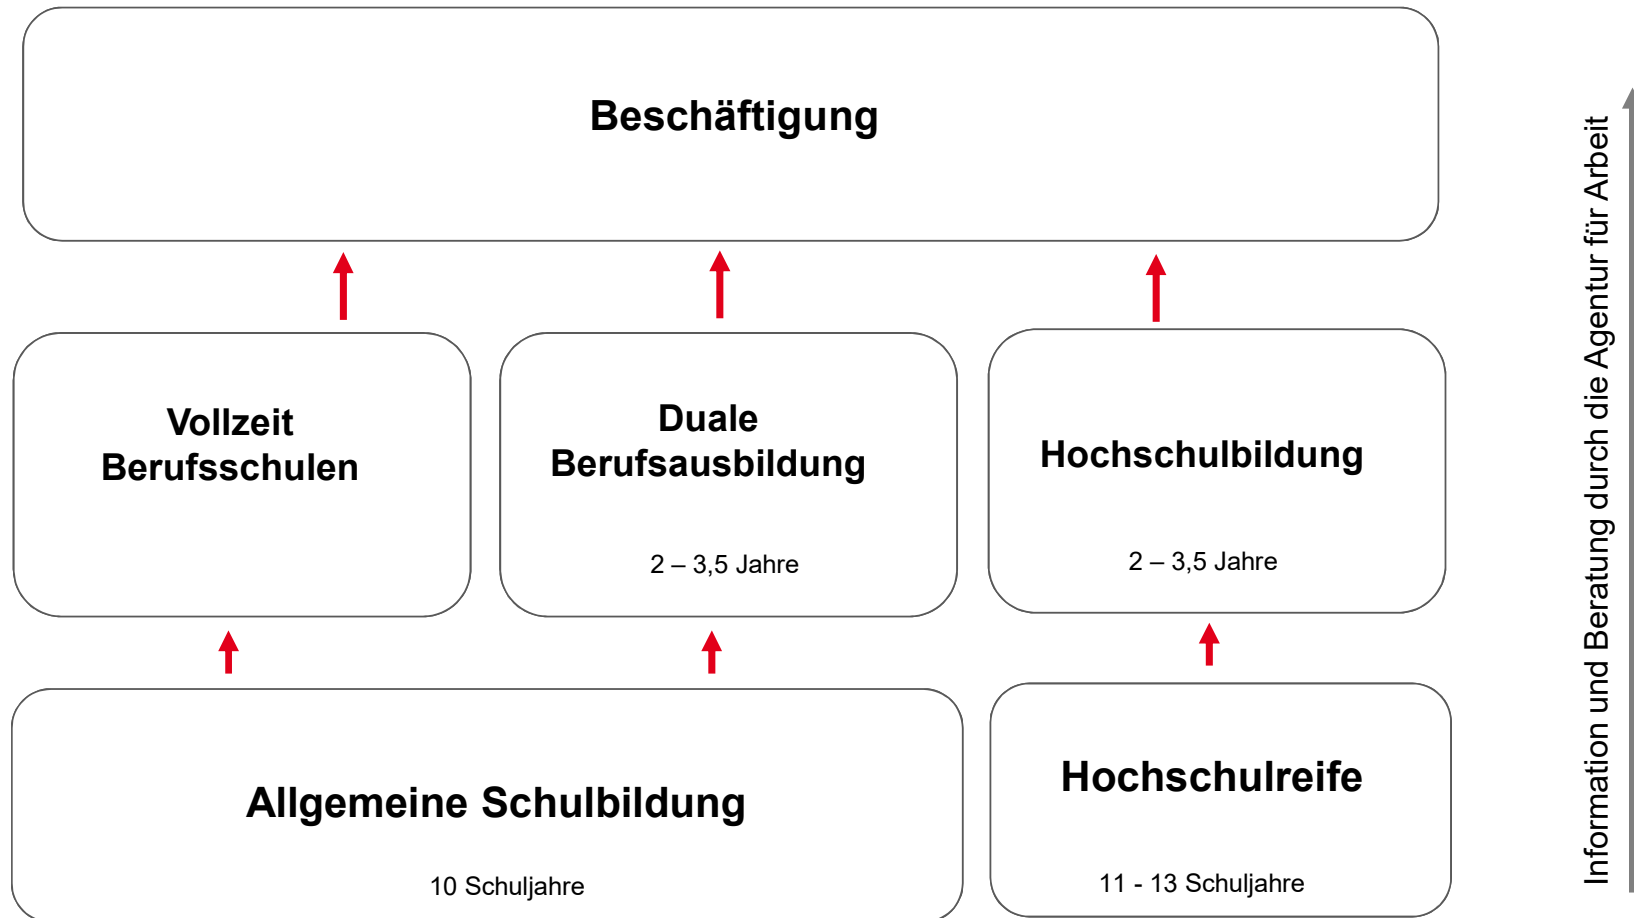 Beschäftigung
Vollzeit
Berufsschulen
Duale
Berufsausbildung
2 – 3,5 Jahre
Hochschulbildung
2 – 3,5 Jahre
Allgemeine Schulbildung
10 Schuljahre
Hochschulreife
11 - 13 Schuljahre
Information und Beratung durch die Agentur für Arbeit